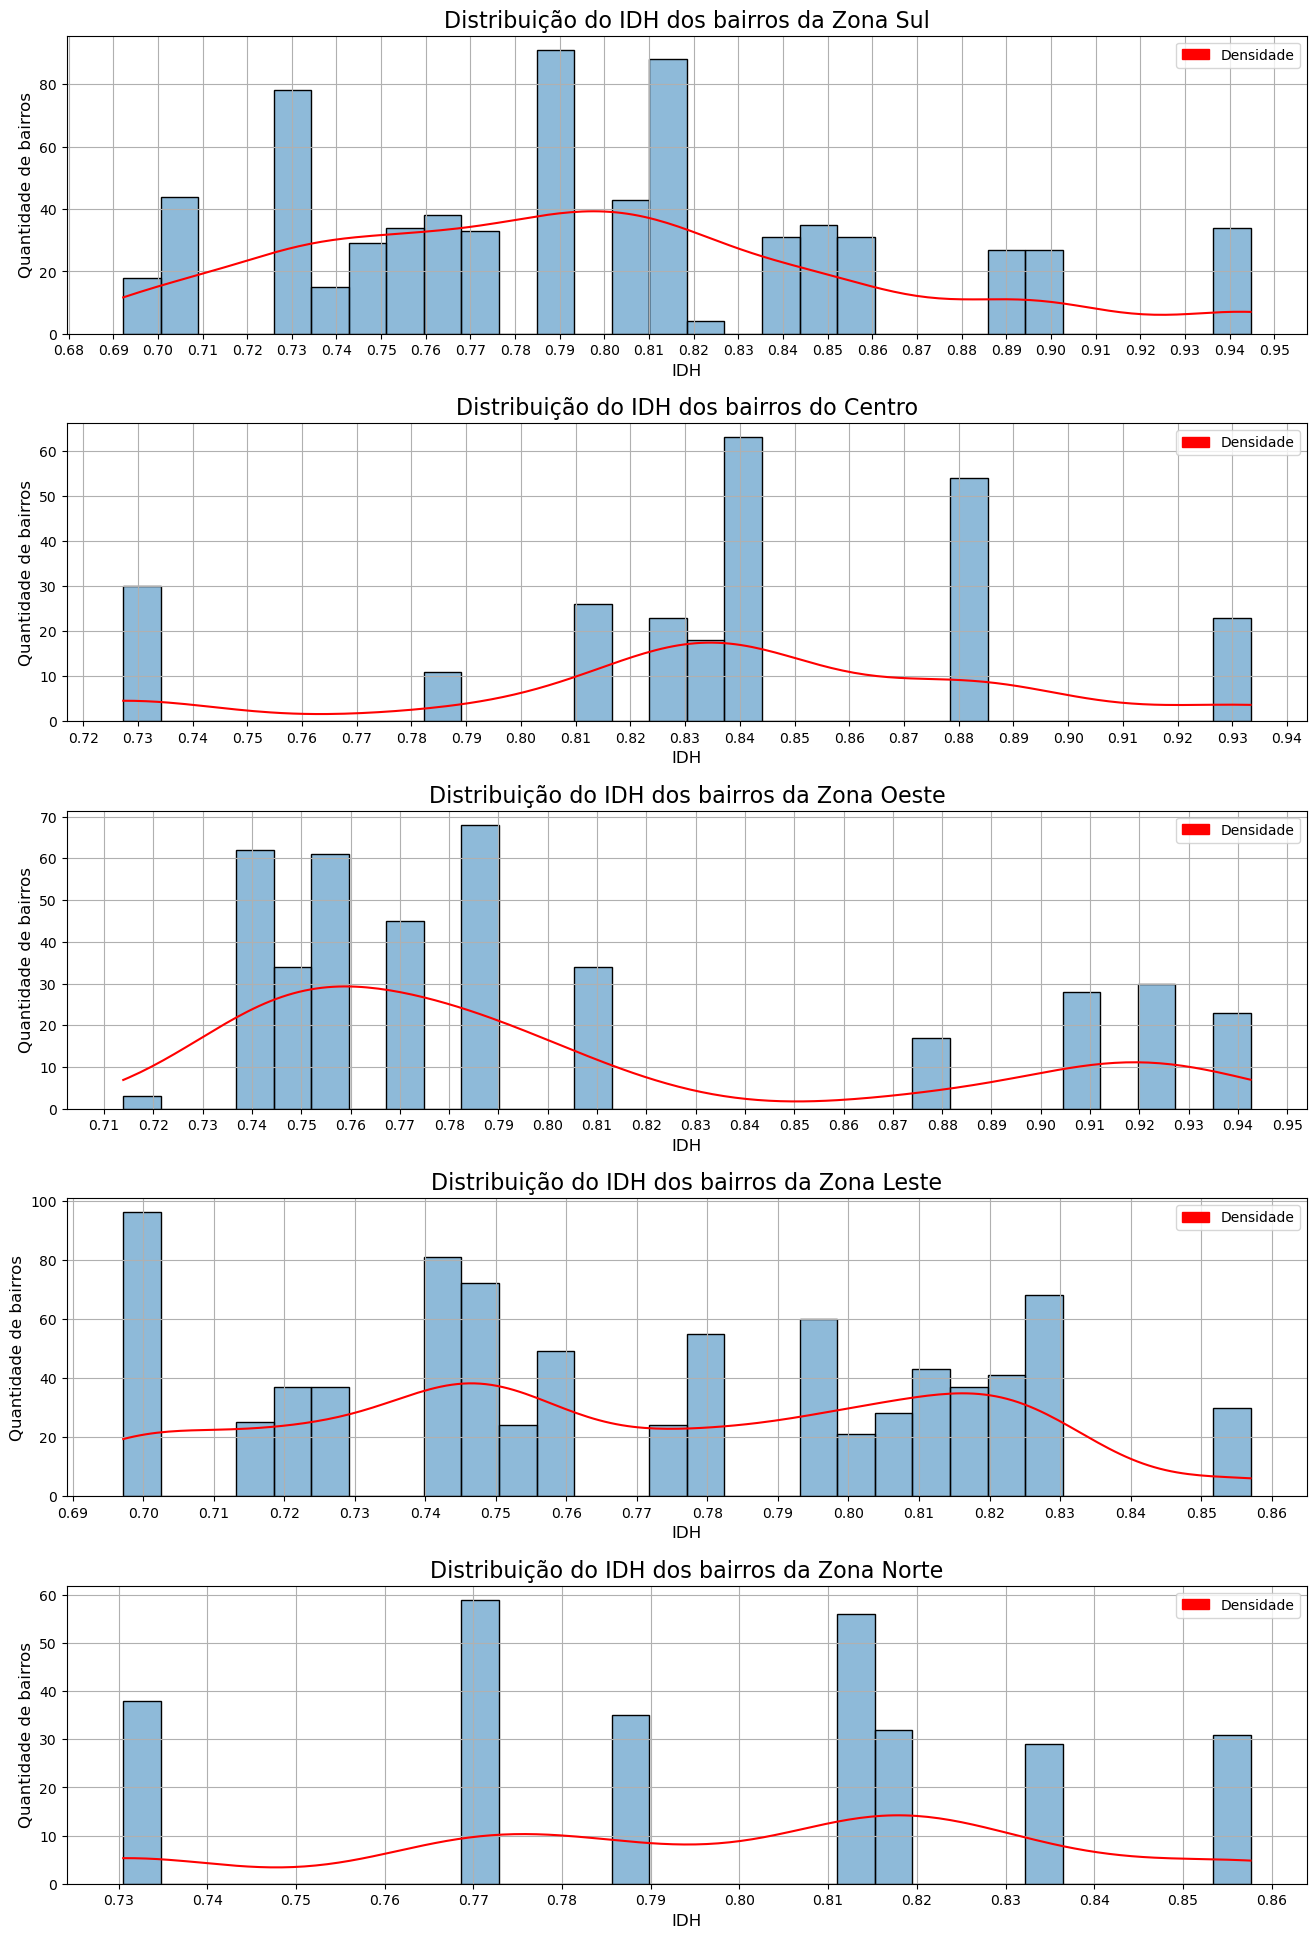 Distribuição do IDH dos bairros da Zona Sul
Densidade
Quantidade de bairros
80
60
40
20
0
0.68 0.69 0.70 0.71 0.72 0.73 0.74 0.75 0.76 0.77 0.78 0.79 0.80 0.81 0.82 0.83 0.84 0.85 0.86 0.87 0.88 0.89 0.90 0.91 0.92 0.93 0.94 0.95
IDH
Distribuição do IDH dos bairros do Centro
Densidade
Quantidade de bairros
60
50
40
30
20
10
0
0.72 0.73 0.74 0.75 0.76 0.77 0.78 0.79 0.80 0.81 0.82 0.83 0.84 0.85 0.86 0.87 0.88 0.89 0.90 0.91 0.92 0.93 0.94
IDH
Distribuição do IDH dos bairros da Zona Oeste
Densidade
Quantidade de bairros
70
60
50
40
30
20
10
0
0.71 0.72 0.73 0.74 0.75 0.76 0.77 0.78 0.79 0.80 0.81 0.82 0.83 0.84 0.85 0.86 0.87 0.88 0.89 0.90 0.91 0.92 0.93 0.94 0.95
IDH
Distribuição do IDH dos bairros da Zona Leste
Densidade
Quantidade de bairros
100
80
60
40
20
0
0.69 0.70 0.71 0.72 0.73 0.74 0.75 0.76 0.77 0.78 0.79 0.80 0.81 0.82 0.83 0.84 0.85 0.86
IDH
Distribuição do IDH dos bairros da Zona Norte
Densidade
Quantidade de bairros
60
50
40
30
20
10
0
0.73 0.74 0.75 0.76 0.77 0.78 0.79 0.80 0.81 0.82 0.83 0.84 0.85 0.86
IDH